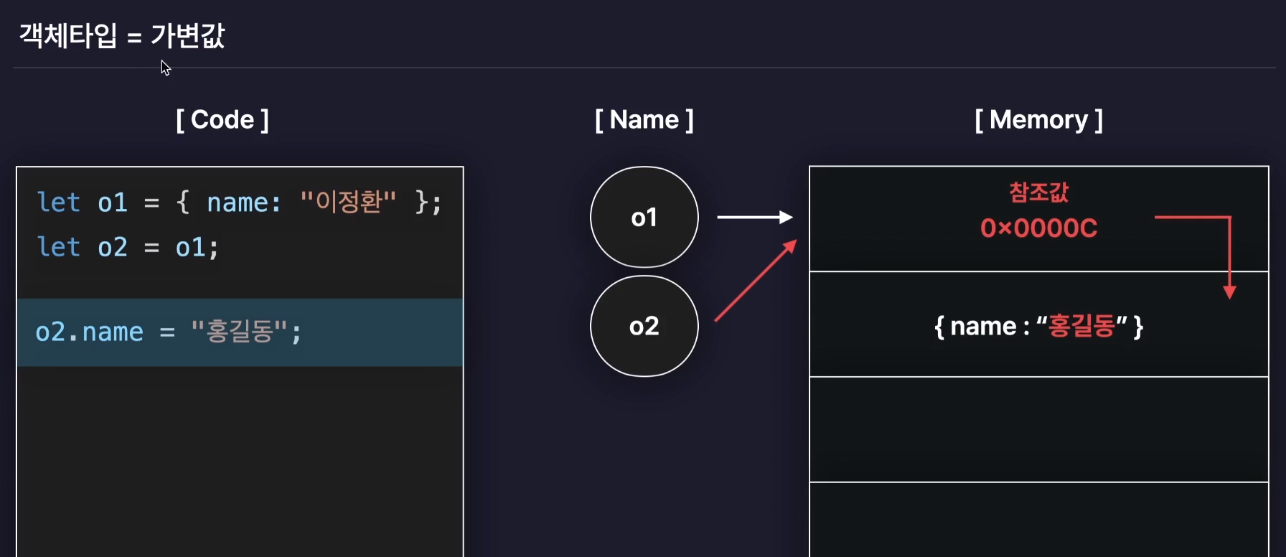 객체타입 = 가변값
[ Code ]
[ Name ]
[ Memory ]
let o1 = { name: "이정환" };
let o2 = o1;
o2.name = "홍길동";
o1
o2
참조값
0×0000C
{ name : “홍길동” }